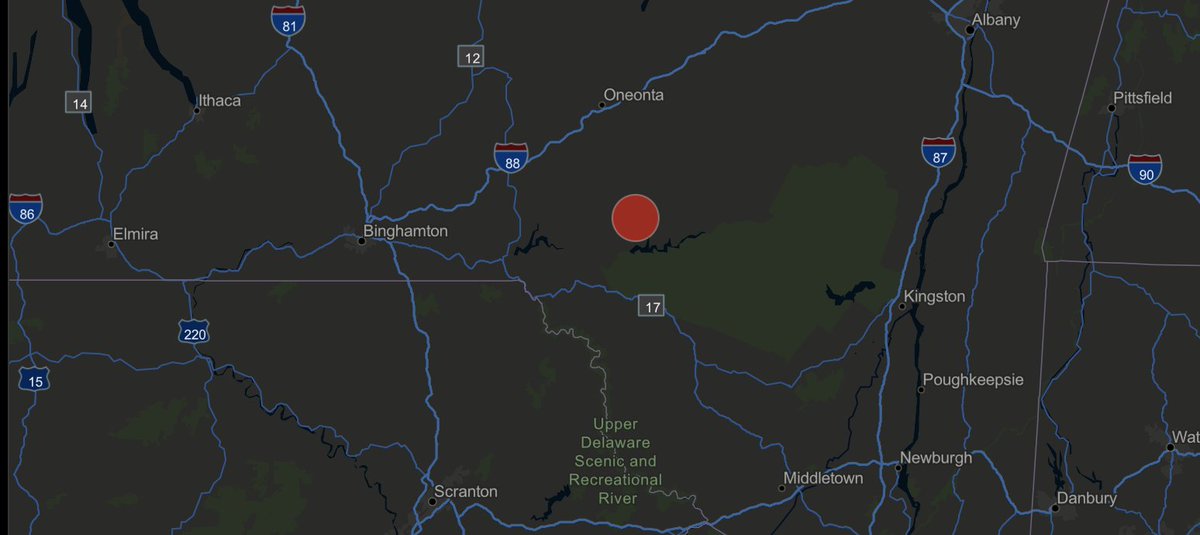 Albany
81
12
Oneonta
Pittsfield
14
Ithaca
88
87
90
86
Elmira
Binghamton
Kingston
17
220
15
Poughkeepsie
Upper
Delaware
Scenic and
Recreational
River
Newburgh
Middletown
Wat
Scranton
Danbury